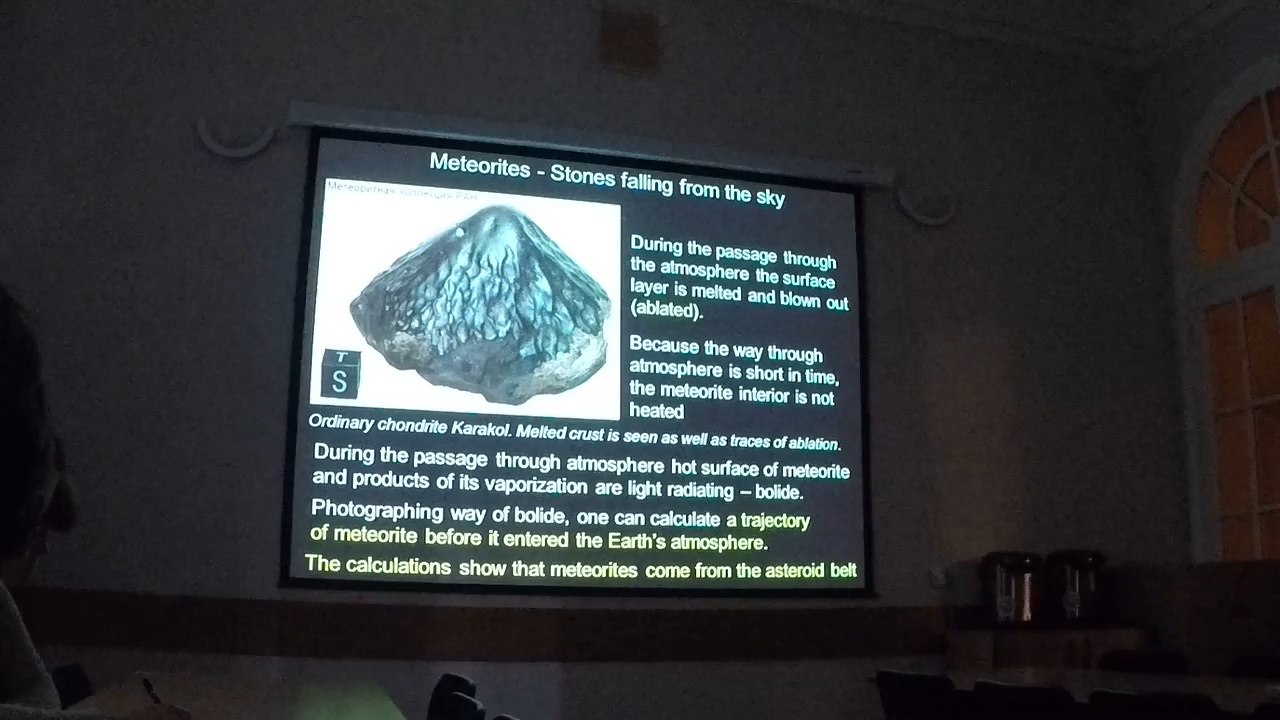 Meteorites - Stones falling from the sky
Метеоритная коллекция РАН
During the passage through
the atmosphere the surface
layer is melted and blown out
(ablated).
Because the way through
atmosphere is short in time,
the meteorite interior is not
heated
T
S
Ordinary chondrite Karakol. Melted crust is seen as well as traces of ablation.
During the passage through atmosphere hot surface of meteorite
and products of its vaporization are light radiating – bolide.
Photographing way of bolide, one can calculate a trajectory
of meteorite before it entered the Earth's atmosphere.
The calculations show that meteorites come from the asteroid belt